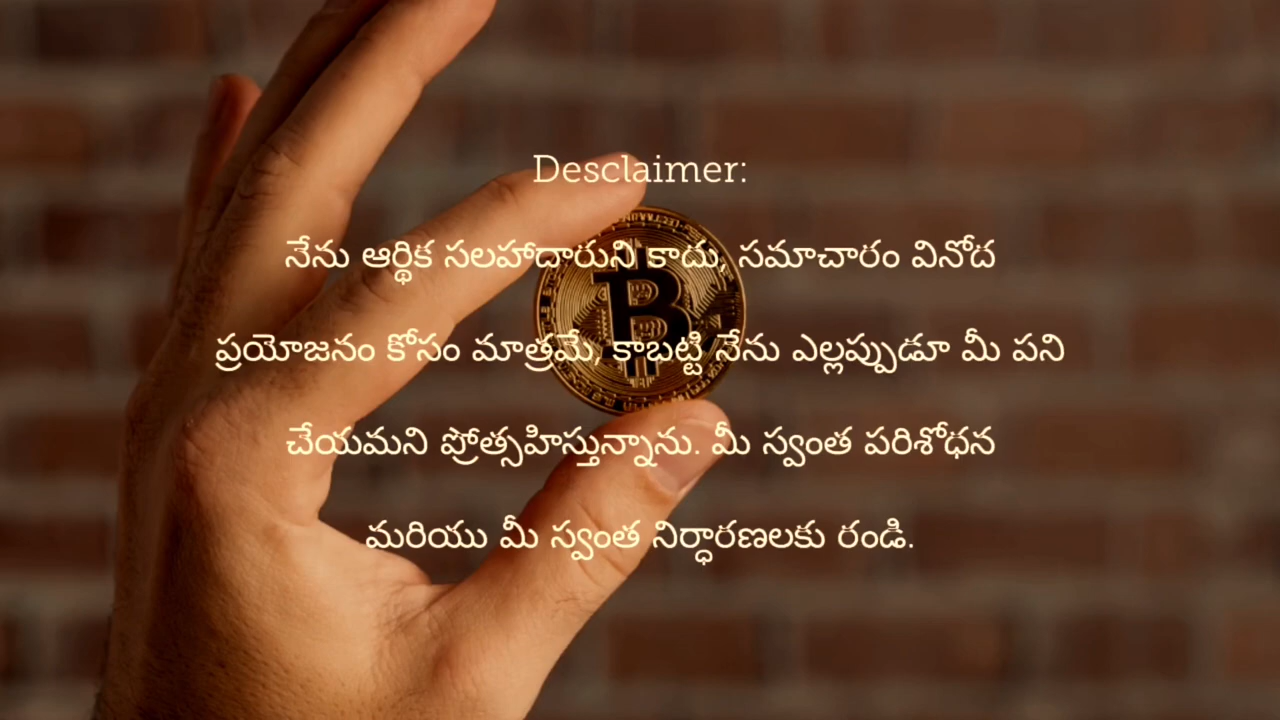 Desclaimer:
నేను ఆర్థిక సలహాదారుని కాదు, సమాచారం వినోద
ప్రయోజనం కోసం మాత్రమే, కాబట్టి నేను ఎల్లప్పుడూ మీ పని
చేయమని ప్రోత్సహిస్తున్నాను. మీ స్వంత పరిశోధన
మరియు మీ స్వంత నిర్ధారణలకు రండి.